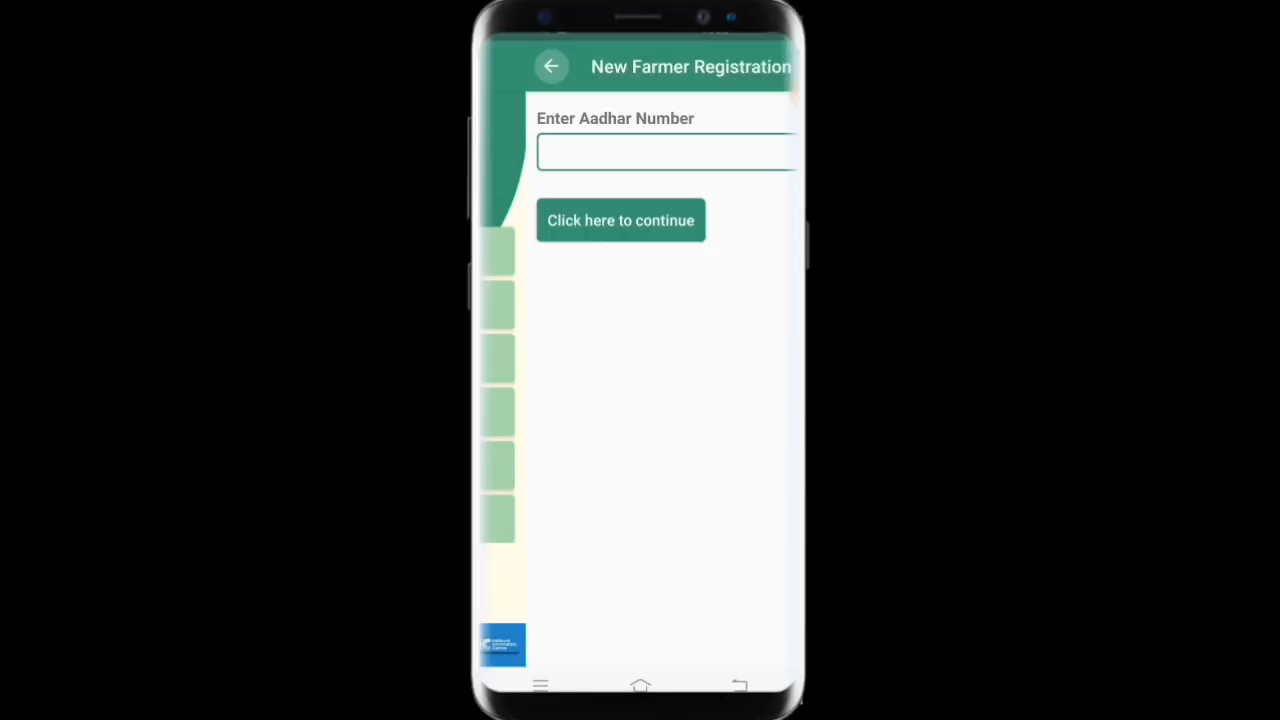 New Farmer Registration
Enter Aadhar Number
Click here to continue